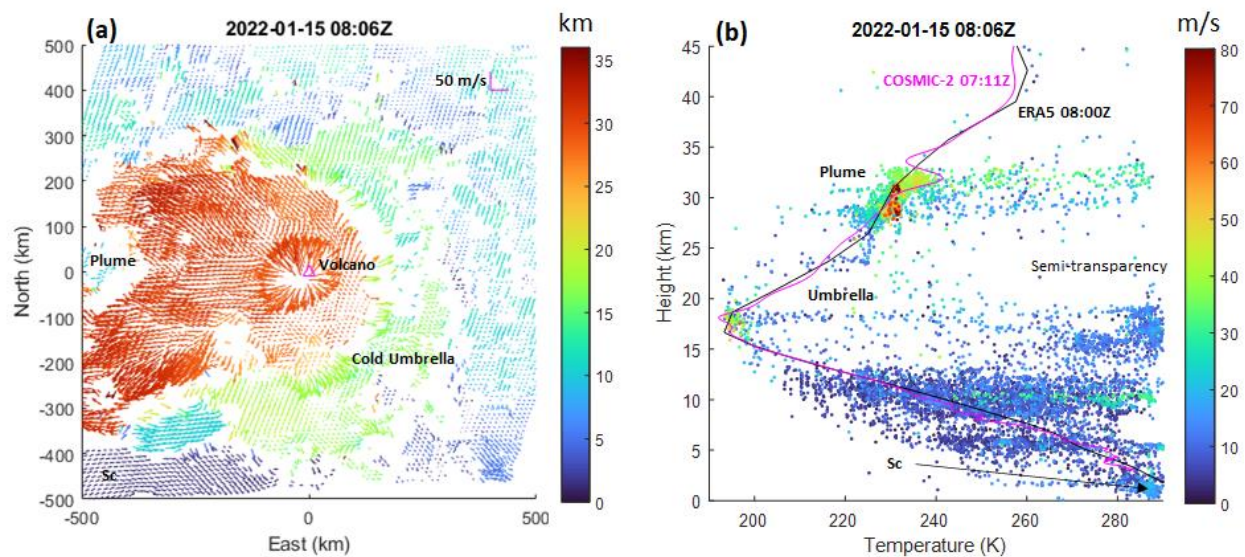 (a)
2022-01-15 08:06Z
km
500
400
300
200
100
0
-100
-200
-300
-400
-500
North (km)
-500
0
500
East (km)
50 m/s
Plume
Volcano
Cold Umbrella
Sc
35
30
25
20
15
10
5
0
(b)
2022-01-15 08:06Z
m/s
45
40
35
30
25
20
15
10
5
0
Height (km)
200
220
240
260
280
Temperature (K)
COSMIC-2 07:11Z
ERA5 08:00Z
Plume
Semi-transparency
Umbrella
Sc
80
70
60
50
40
30
20
10
0